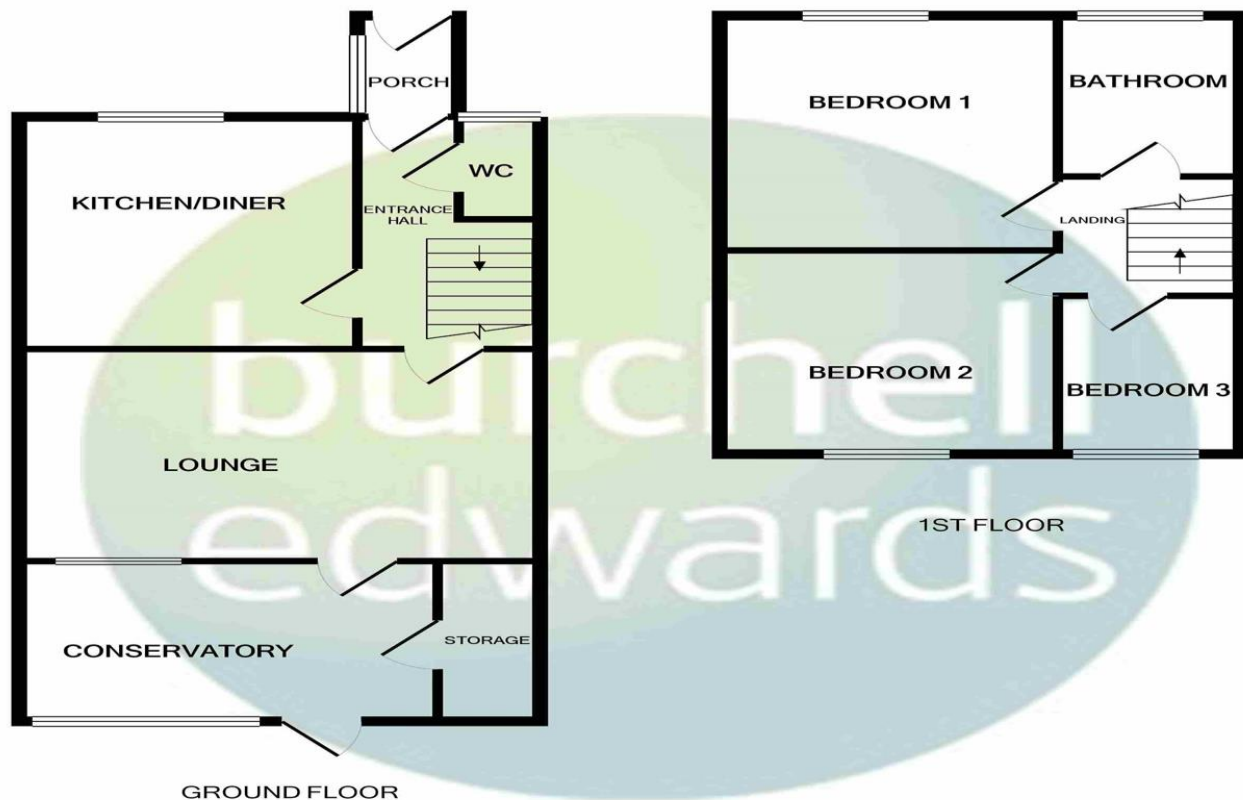 PORCH
KITCHEN/DINER
WC
ENTRANCE
HALL
LOUNGE
CONSERVATORY
STORAGE
GROUND FLOOR
BEDROOM 1
BATHROOM
LANDING
BEDROOM 2
BEDROOM 3
1ST FLOOR
burchell
edwards